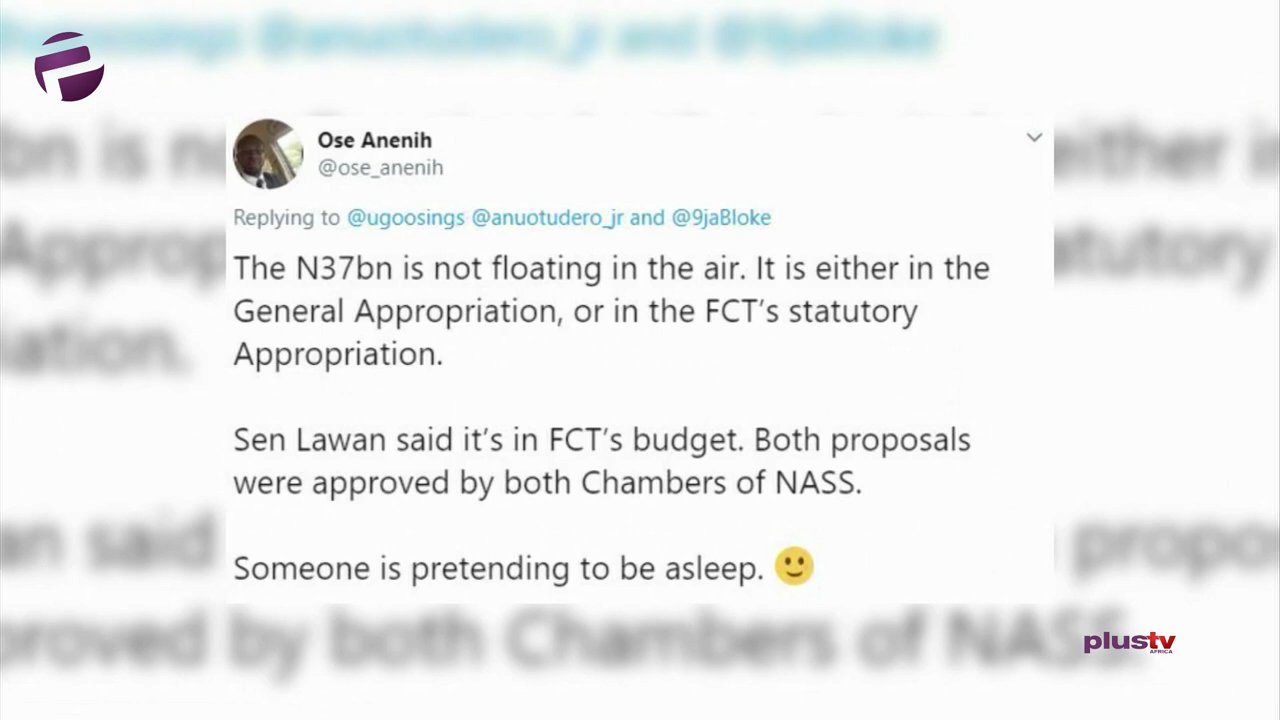 Ose Anenih
@ose_anenih
Replying to @ugoosings @anuotudero_jr and @9jaBloke
The N37bn is not floating in the air. It is either in the
General Appropriation, or in the FCT's statutory
Appropriation.
Sen Lawan said it's in FCT's budget. Both proposals
were approved by both Chambers of NASS.
Someone is pretending to be asleep. 🙂
plustv
AFRICA